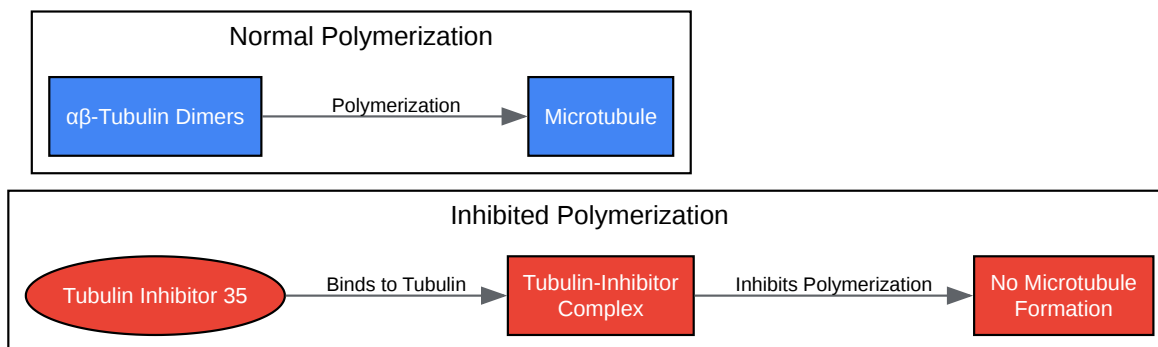 Normal Polymerization
αβ-Tubulin Dimers
Polymerization
Microtubule
Inhibited Polymerization
Tubulin Inhibitor 35
Binds to Tubulin
Tubulin-Inhibitor
Complex
Inhibits Polymerization
No Microtubule
Formation